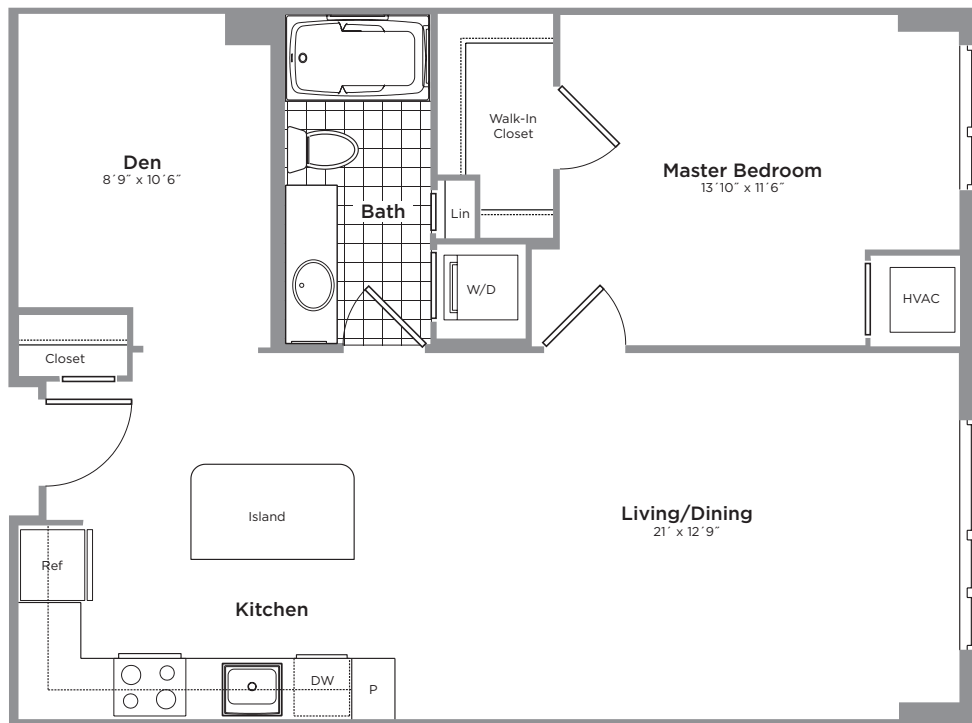 Den
8´9˝ x 10´6˝
Walk-In
Closet
Master Bedroom
13´10˝ x 11´6˝
Bath
Lin
W/D
HVAC
Closet
Island
Living/Dining
21´ x 12´9˝
Ref
Kitchen
DW
P